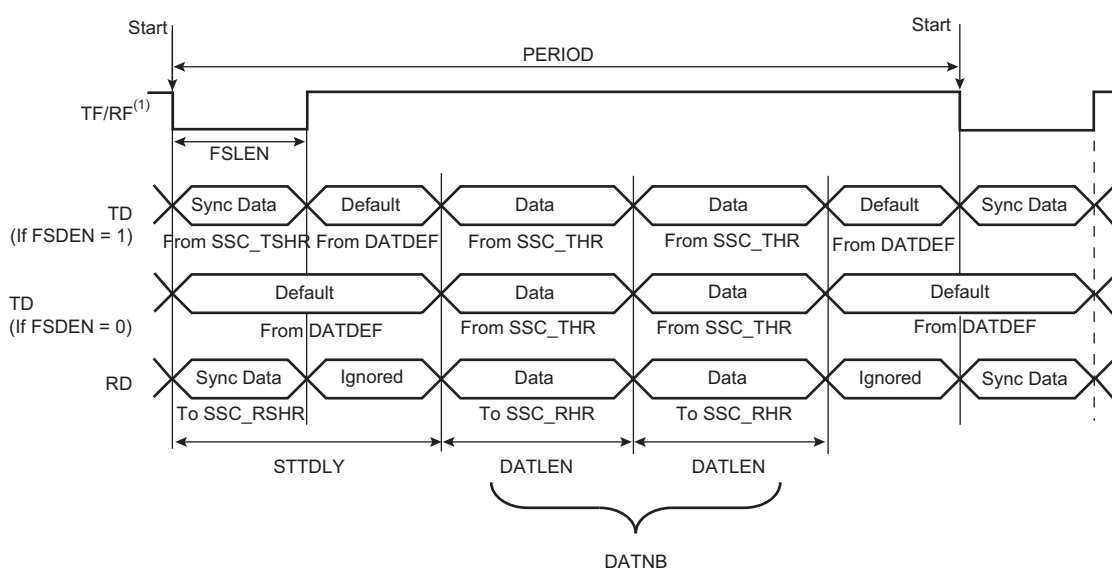 Start
Start
PERIOD
TF/RF(1)
FSLEN
TD
(If FSDEN = 1)
Sync Data
Default
Data
Data
Default
Sync Data
From SSC_TSHR
From DATDEF
From SSC_THR
From SSC_THR
From DATDEF
TD
(If FSDEN = 0)
Default
Data
Data
Default
From DATDEF
From SSC_THR
From SSC_THR
From DATDEF
RD
Sync Data
Ignored
Data
Data
Ignored
Sync Data
To SSC_RSHR
To SSC_RHR
To SSC_RHR
STTDLY
DATLEN
DATLEN
DATNB